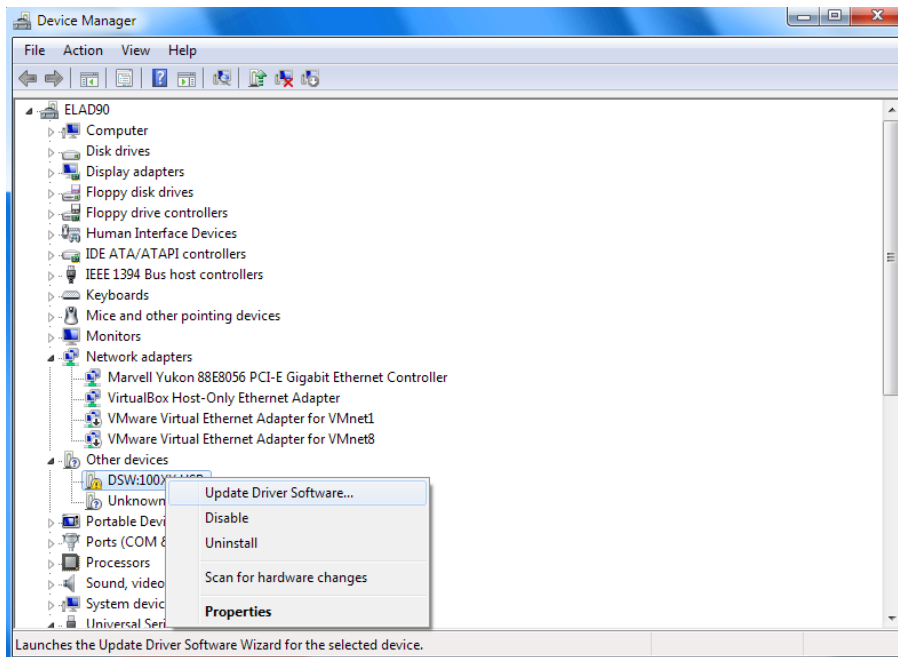 Device Manager
File Action View Help
ELAD90
Computer
Disk drives
Display adapters
Floppy disk drives
Floppy drive controllers
Human Interface Devices
IDE ATA/ATAPI controllers
IEEE 1394 Bus host controllers
Keyboards
Mice and other pointing devices
Monitors
Network adapters
Marvell Yukon 88E8056 PCI-E Gigabit Ethernet Controller
VirtualBox Host-Only Ethernet Adapter
VMware Virtual Ethernet Adapter for VMnet1
VMware Virtual Ethernet Adapter for VMnet8
Other devices
Unknown
Portable Devi
Ports (COM &
Processors
Sound, video
System devic
Universal Seri
Update Driver Software...
Disable
Uninstall
Scan for hardware changes
Properties
Launches the Update Driver Software Wizard for the selected device.